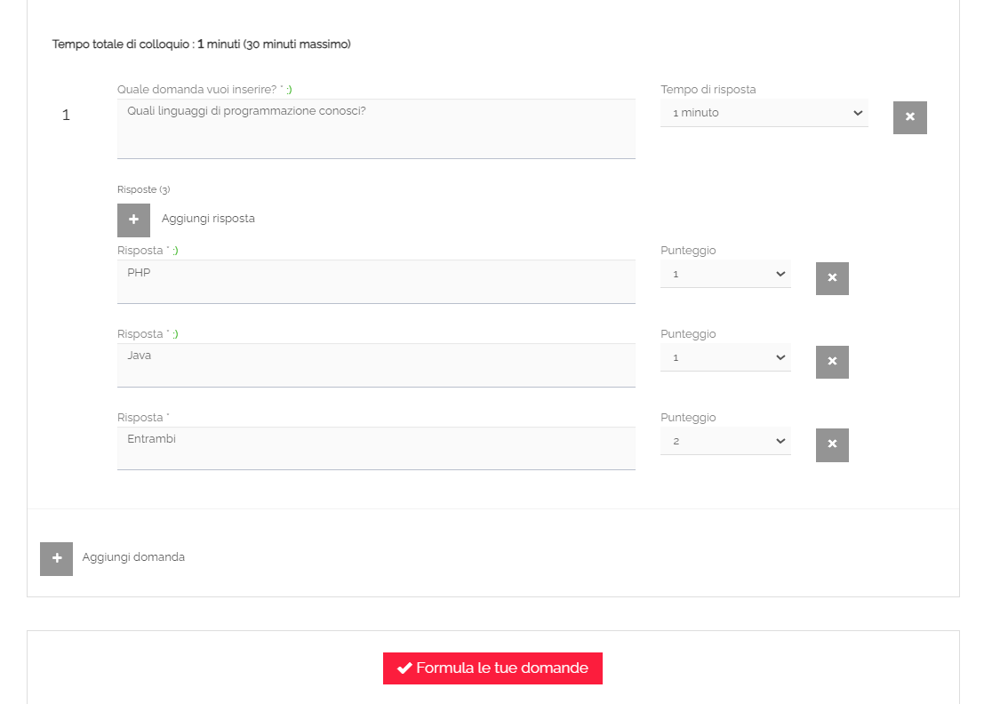 Tempo totale di colloquio : 1 minuti (30 minuti massimo)
Quale domanda vuoi inserire? * ;)
Tempo di risposta
1
Quali linguaggi di programmazione conosci?
1 minuto
Risposte (3)
Aggiungi risposta
Risposta * ;)
Punteggio
PHP
1
Risposta * ;)
Punteggio
Java
1
Risposta *
Punteggio
Entrambi
2
Aggiungi domanda
Formula le tue domande